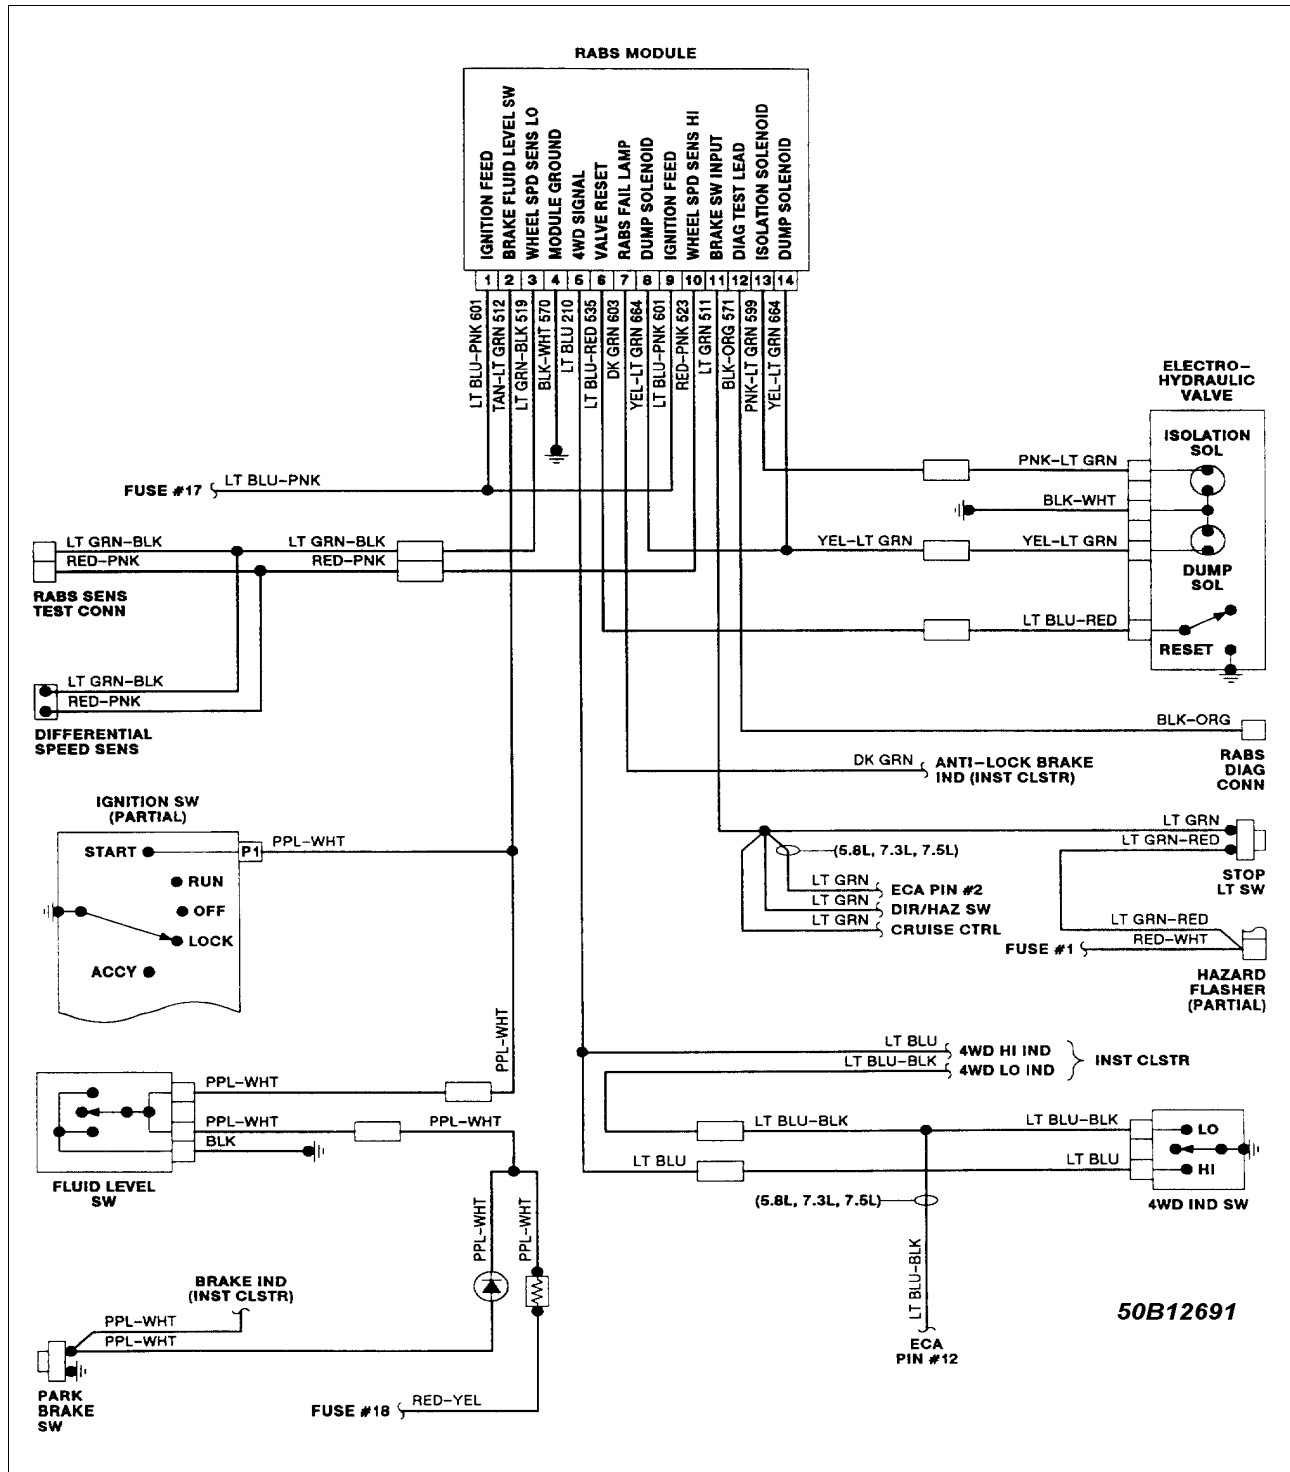 RABS MODULE
IGNITION FEED
BRAKE FLUID LEVEL SW
WHEEL SPD SENS LO
MODULE GROUND
4WD SIGNAL
VALVE RESET
RABS FAIL LAMP
DUMP SOLENOID
IGNITION FEED
WHEEL SPD SENS HI
BRAKE SW INPUT
DIAG TEST LEAD
ISOLATION SOLENOID
DUMP SOLENOID
1 2 3 4 5 6 7 8 9 10 11 12 13 14
LT BLU-PNK 601
TAN-LT GRN 512
LT GRN-BLK 519
BLK-WHT 570
LT BLU 210
LT BLU-RED 535
DK GRN 603
YEL-LT GRN 664
LT BLU-PNK 601
RED-PNK 523
LT GRN 511
BLK-ORG 571
PNK-LT GRN 599
YEL-LT GRN 664
ELECTRO-
HYDRAULIC
VALVE
ISOLATION
SOL
PNK-LT GRN
BLK-WHT
YEL-LT GRN
YEL-LT GRN
DUMP
SOL
LT BLU-RED
RESET
FUSE #17
LT BLU-PNK
LT GRN-BLK
LT GRN-BLK
RED-PNK
RED-PNK
RABS SENS
TEST CONN
LT GRN-BLK
RED-PNK
DIFFERENTIAL
SPEED SENS
BLK-ORG
RABS
DIAG
CONN
DK GRN
ANTI-LOCK BRAKE
IND (INST CLSTR)
IGNITION SW
(PARTIAL)
START
P1
PPL-WHT
RUN
OFF
LOCK
ACCY
LT GRN
LT GRN-RED
STOP
LT SW
(5.8L, 7.3L, 7.5L)
LT GRN
ECA PIN #2
LT GRN
DIR/HAZ SW
LT GRN
CRUISE CTRL
LT GRN-RED
RED-WHT
FUSE #1
HAZARD
FLASHER
(PARTIAL)
PPL-WHT
LT BLU
4WD HI IND
LT BLU-BLK
4WD LO IND
INST CLSTR
PPL-WHT
PPL-WHT
PPL-WHT
BLK
FLUID LEVEL
SW
LT BLU-BLK
LT BLU-BLK
LO
LT BLU
LT BLU
HI
4WD IND SW
(5.8L, 7.3L, 7.5L)
PPL-WHT
PPL-WHT
LT BLU-BLK
ECA
PIN #12
BRAKE IND
(INST CLSTR)
PPL-WHT
PPL-WHT
PARK
BRAKE
SW
FUSE #18
RED-YEL
50B12691